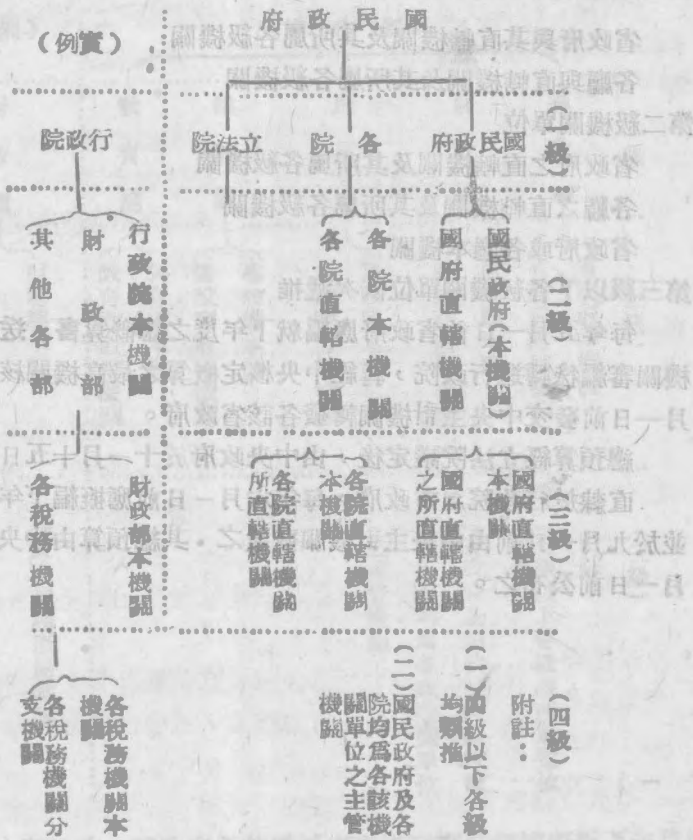 國民政府
（一級）
國民政府
各院
立法院
（二級）
國民政府（本機關
國府直轄機關
各院本機關
各院直轄機關
（三級）
國府直轄機關
本機關
國府直轄機關
之所直轄機關
各院直轄機關
本機關
各院直轄機關
所直轄機關
（四級）
附註：
（一）四級以下各級
均類推
（二）國民政府及各
院均爲各該機
關單位之主管
機關
（實例）
行政院
行政院本機關
財政部
其他各部
財政部本機關
各稅務機關
各稅務機關本
機關
各稅務機關分
支機關